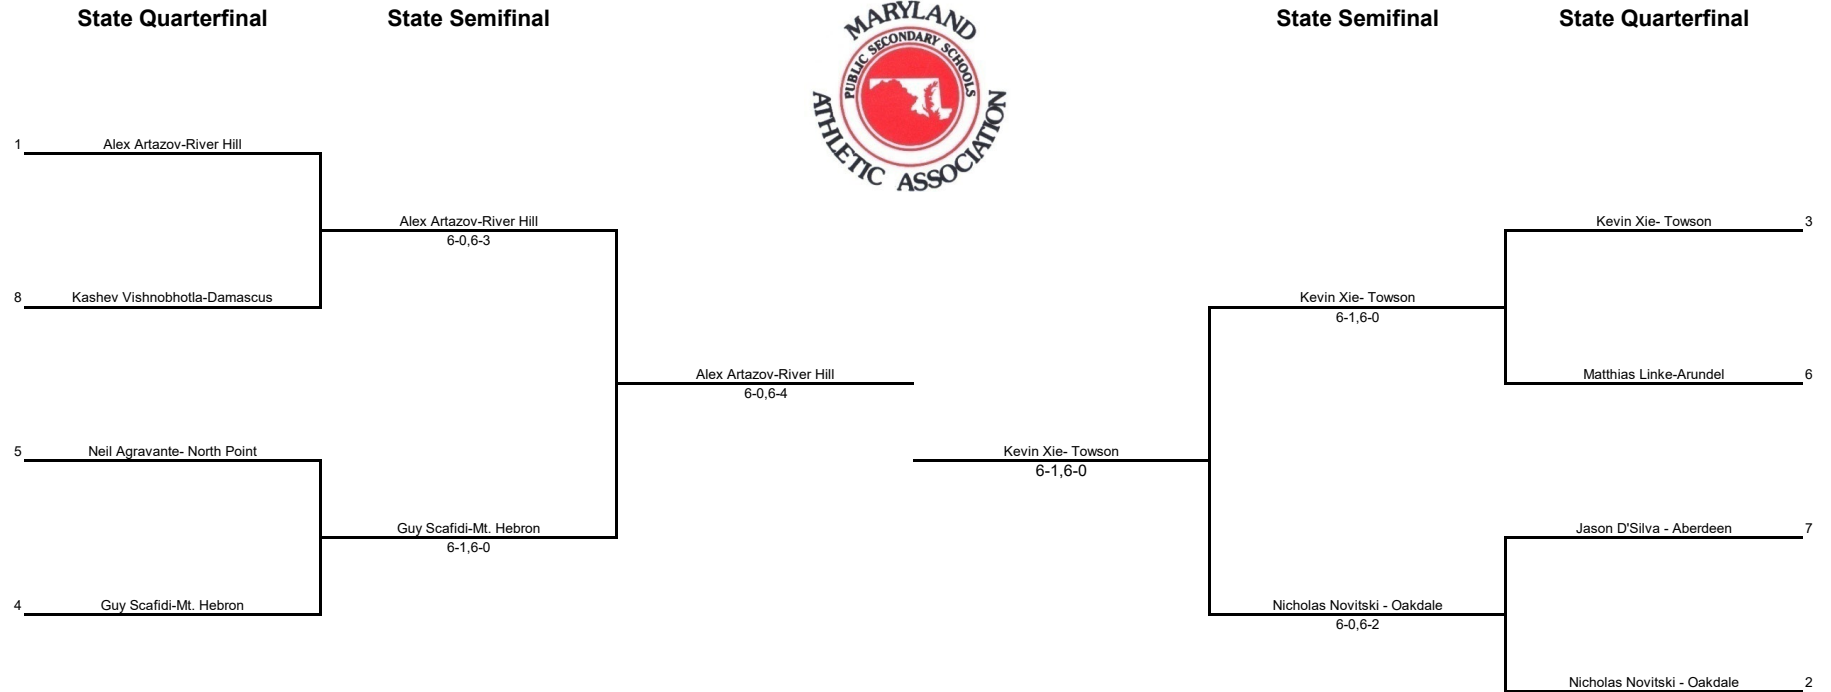 State Quarterfinal
State Semifinal
MARYLAND
PUBLIC SECONDARY SCHOOLS
ATHLETIC ASSOCIATION
State Semifinal
State Quarterfinal
1 Alex Artazov-River Hill
Alex Artazov-River Hill
6-0,6-3
8 Kashev Vishnobhotla-Damascus
Alex Artazov-River Hill
6-0,6-4
5 Neil Agravante- North Point
Guy Scafidi-Mt. Hebron
6-1,6-0
4 Guy Scafidi-Mt. Hebron
Kevin Xie- Towson 3
Kevin Xie- Towson
6-1,6-0
Matthias Linke-Arundel 6
Kevin Xie- Towson
6-1,6-0
Jason D'Silva - Aberdeen 7
Nicholas Novitski - Oakdale
6-0,6-2
Nicholas Novitski - Oakdale 2